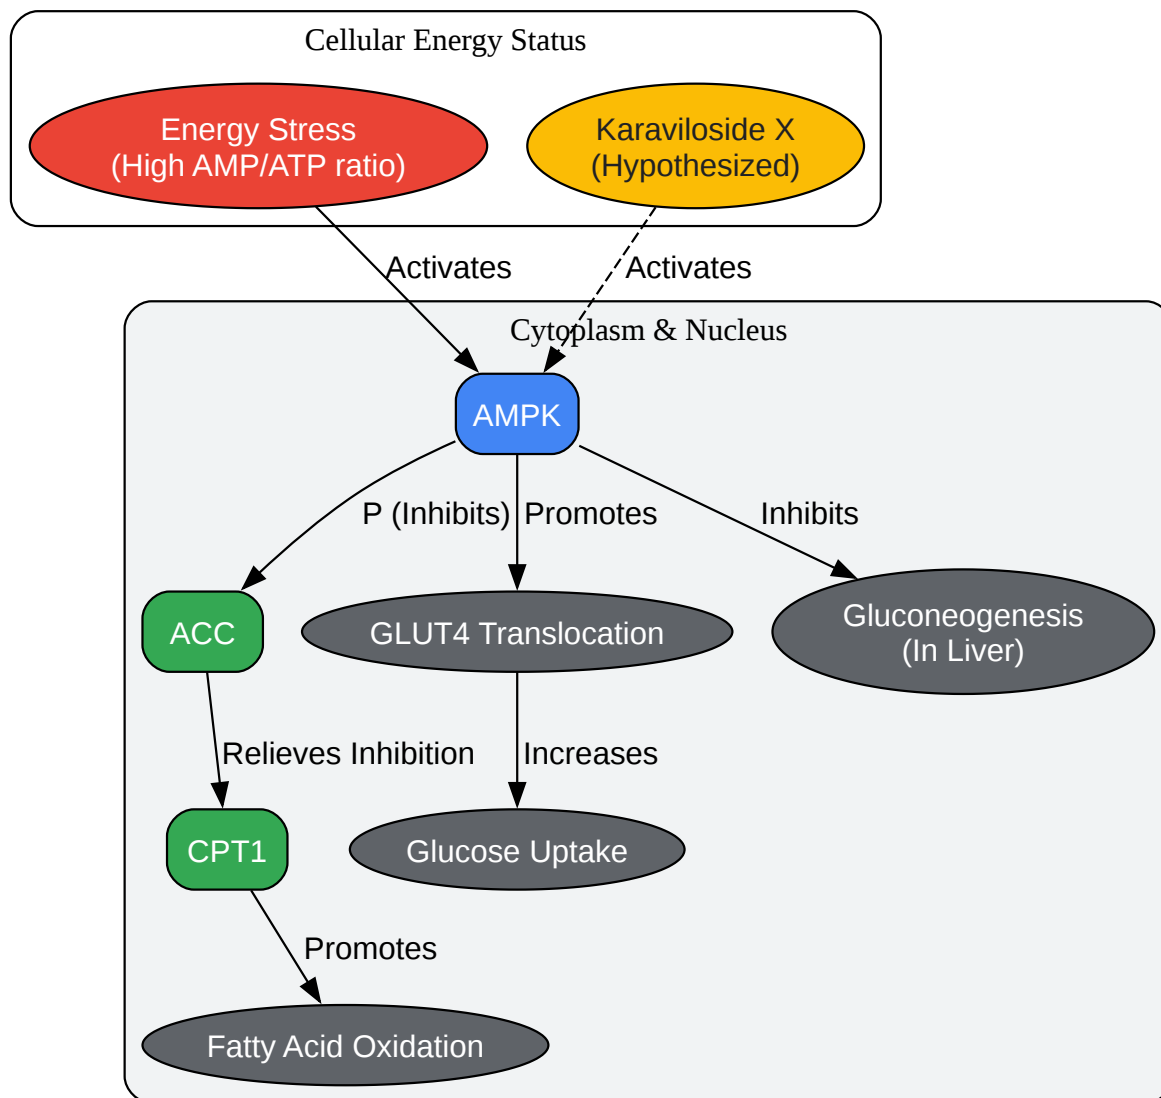 Cellular Energy Status
Energy Stress
(High AMP/ATP ratio)
Karaviloside X
(Hypothesized)
Activates
Activates
Cytoplasm & Nucleus
AMPK
P (Inhibits)
Promotes
Inhibits
ACC
GLUT4 Translocation
Gluconeogenesis
(In Liver)
Relieves Inhibition
Increases
CPT1
Glucose Uptake
Promotes
Fatty Acid Oxidation